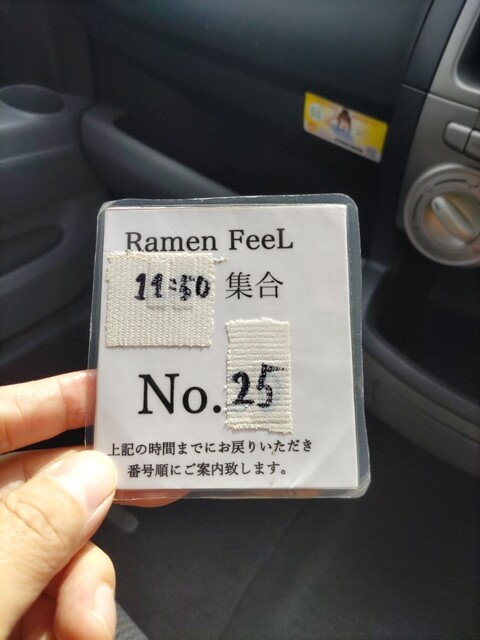 Ramen FeeL
11:50 集合
No.25
上記の時間までにお戻りいただき
番号順にご案内致します。